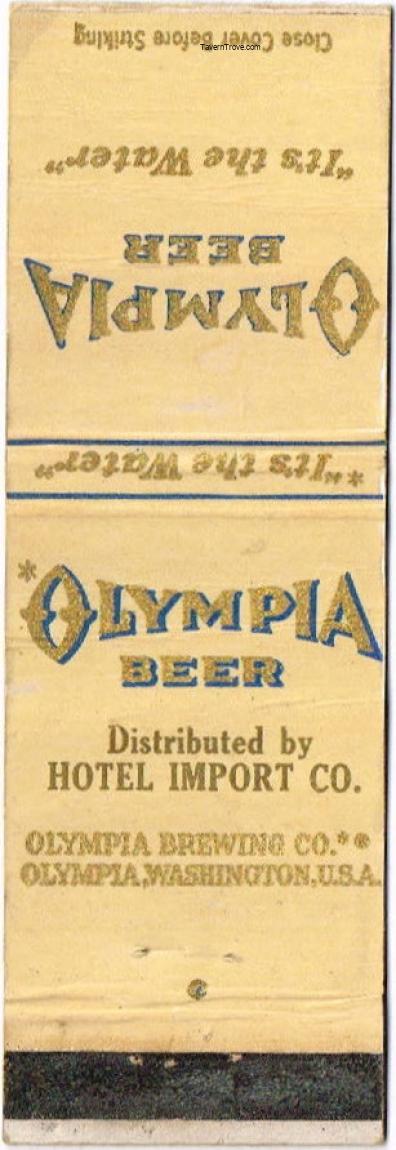 Close Cover Before Striking
TavernTrove.com
"It's the Water"
OLYMPIA
BEER
*"It's the Water"
*OLYMPIA
BEER
Distributed by
HOTEL IMPORT CO.
OLYMPIA BREWING CO.*®
OLYMPIA,WASHINGTON,U.S.A.